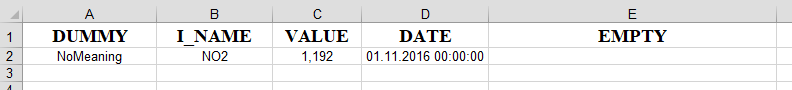 A B C D E
1 DUMMY I_NAME VALUE DATE EMPTY
2 NoMeaning NO2 1,192 01.11.2016 00:00:00
3